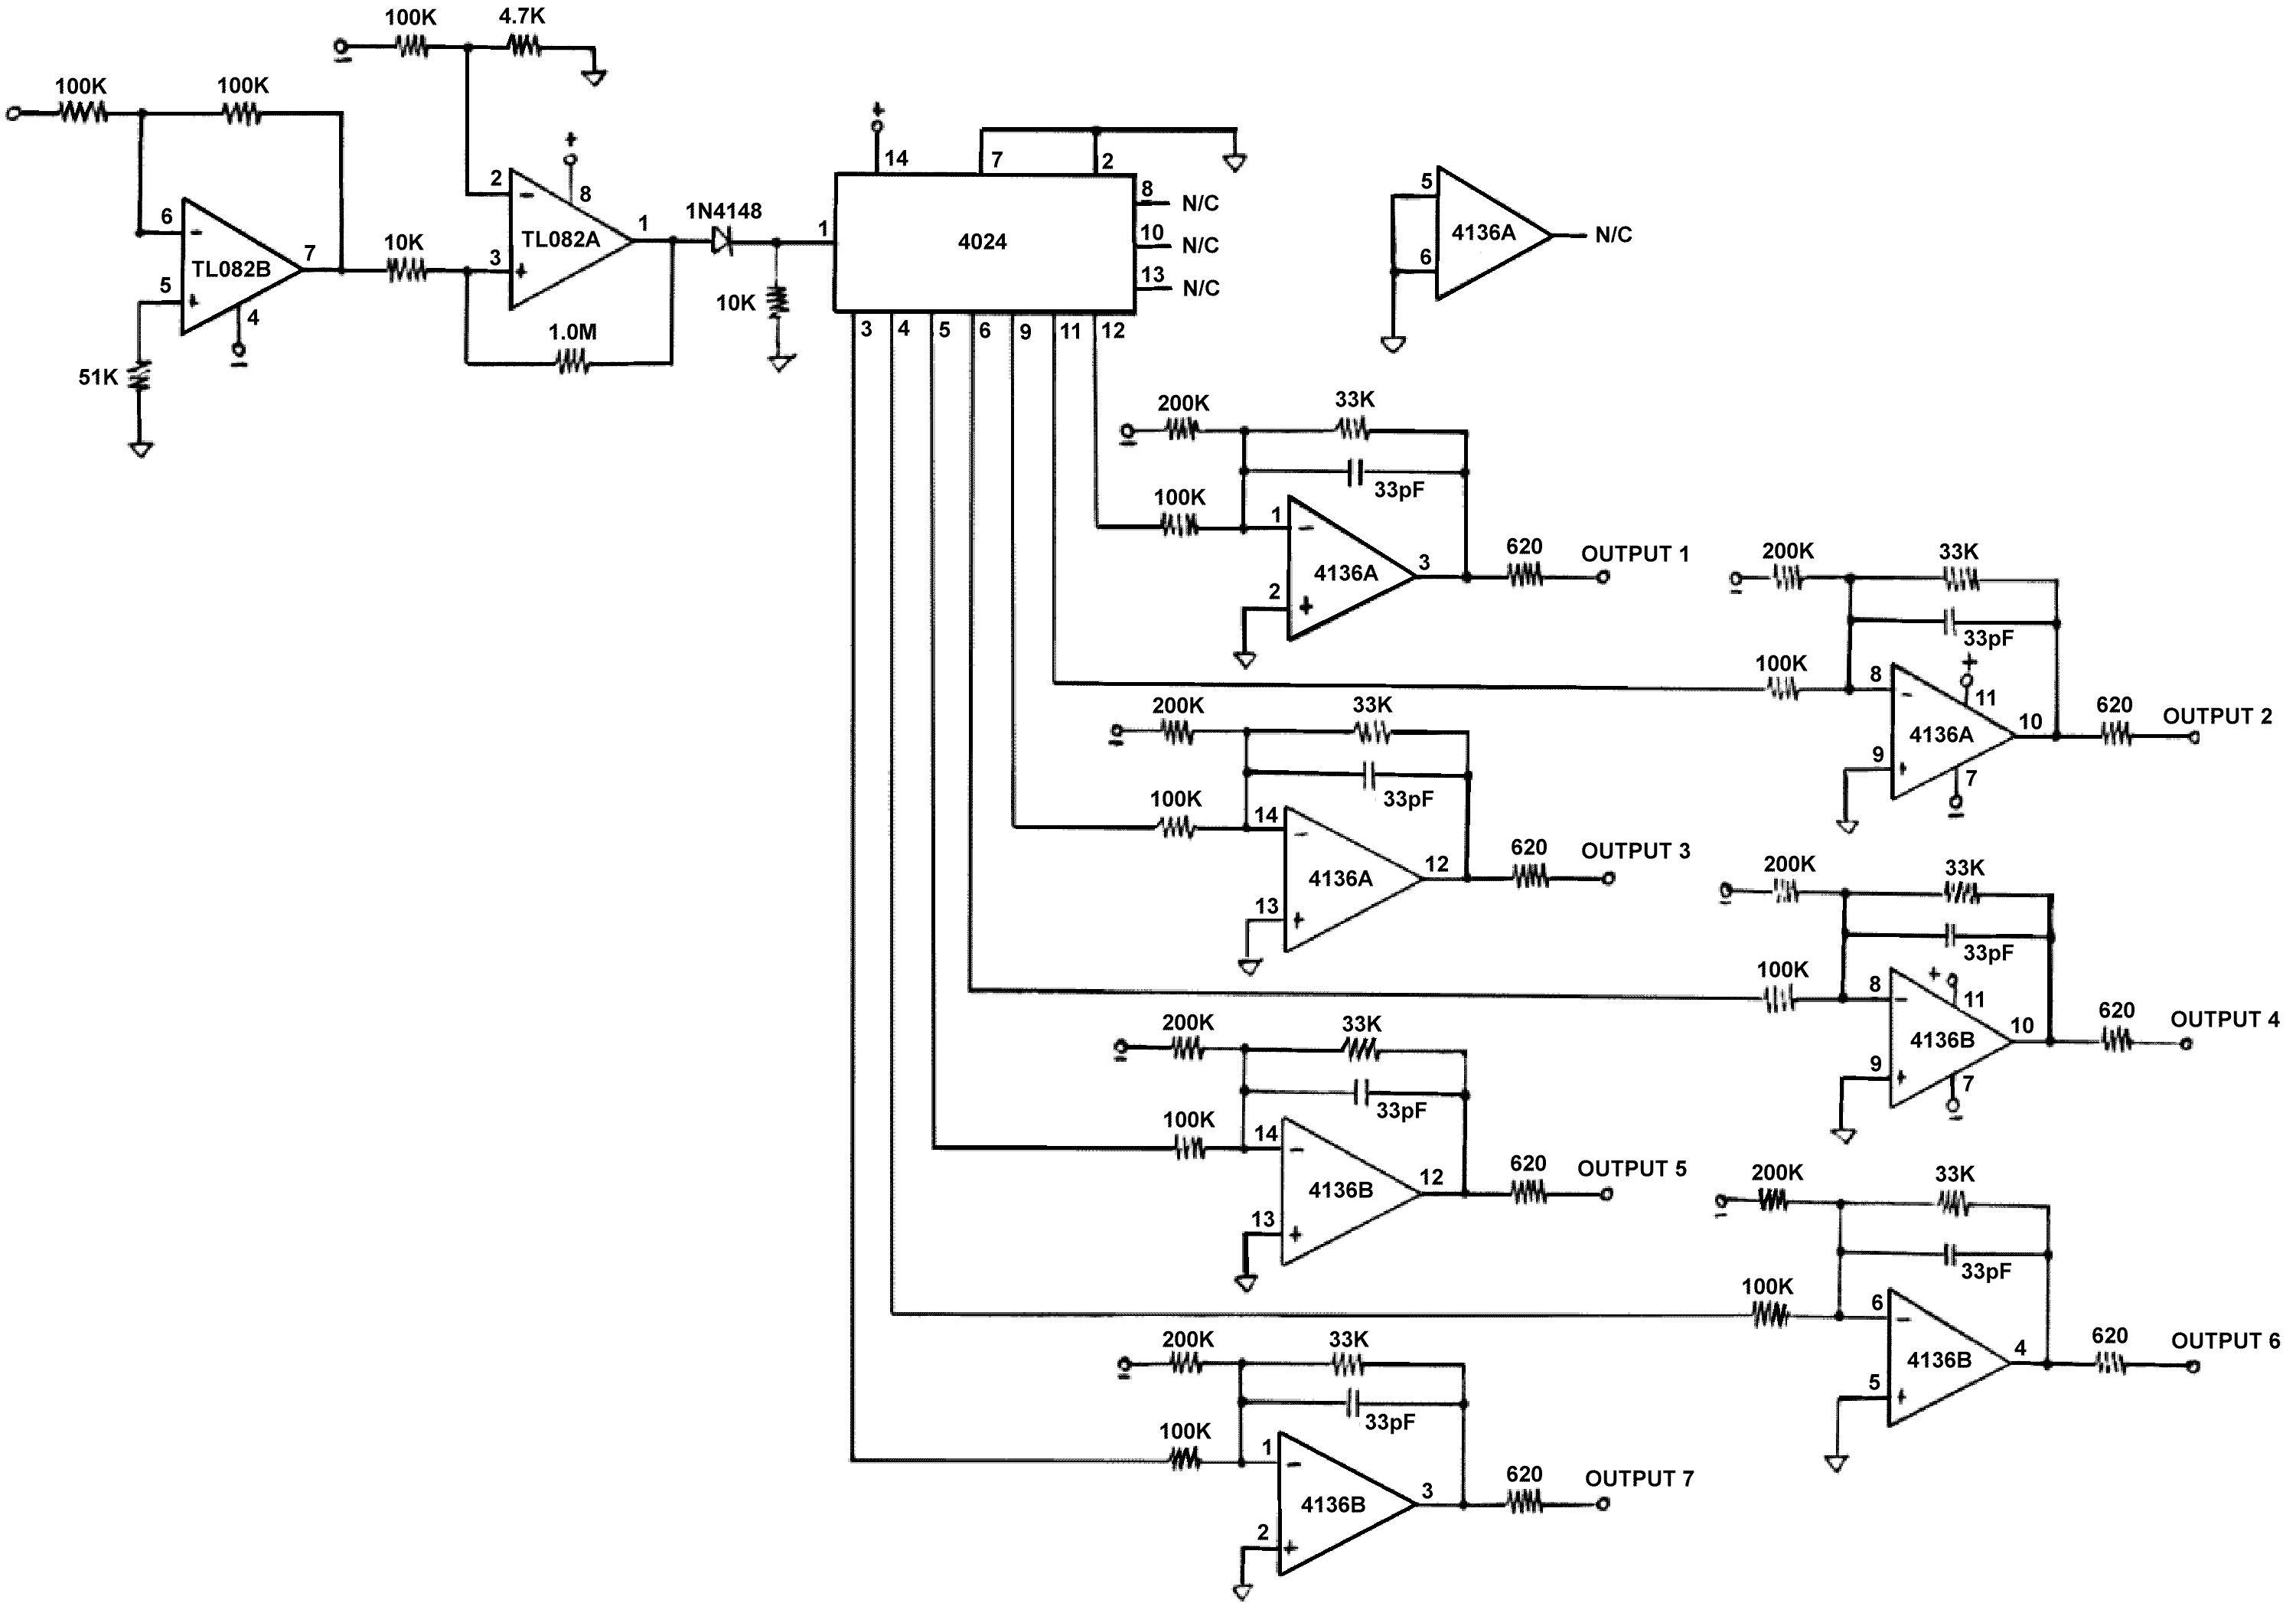 100K
4.7K
100K
100K
+
-
2
8
6
TL082A
1
3
+
-
7
TL082B
5
+
4
10K
1N4148
10K
1.0M
51K
+
14
7
2
1
4024
8
N/C
10
N/C
13
N/C
3
4
5
6
9
11
12
5
6
4136A
N/C
200K
33K
33pF
100K
1
-
4136A
3
2
+
620
OUTPUT 1
200K
33K
33pF
100K
8
-
+
11
4136A
10
9
+
7
620
OUTPUT 2
200K
33K
33pF
100K
14
-
4136A
12
13
+
620
OUTPUT 3
200K
33K
33pF
100K
8
-
+
11
4136B
10
9
+
7
620
OUTPUT 4
200K
33K
33pF
100K
14
-
4136B
12
13
+
620
OUTPUT 5
200K
33K
33pF
100K
6
-
4136B
4
5
+
620
OUTPUT 6
200K
33K
33pF
100K
1
-
4136B
3
2
+
620
OUTPUT 7